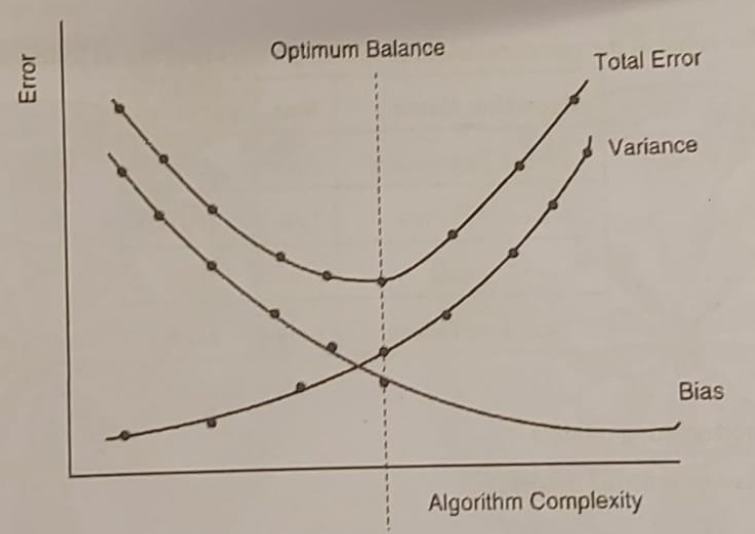 Optimum Balance
Total Error
Error
Variance
Bias
Algorithm Complexity